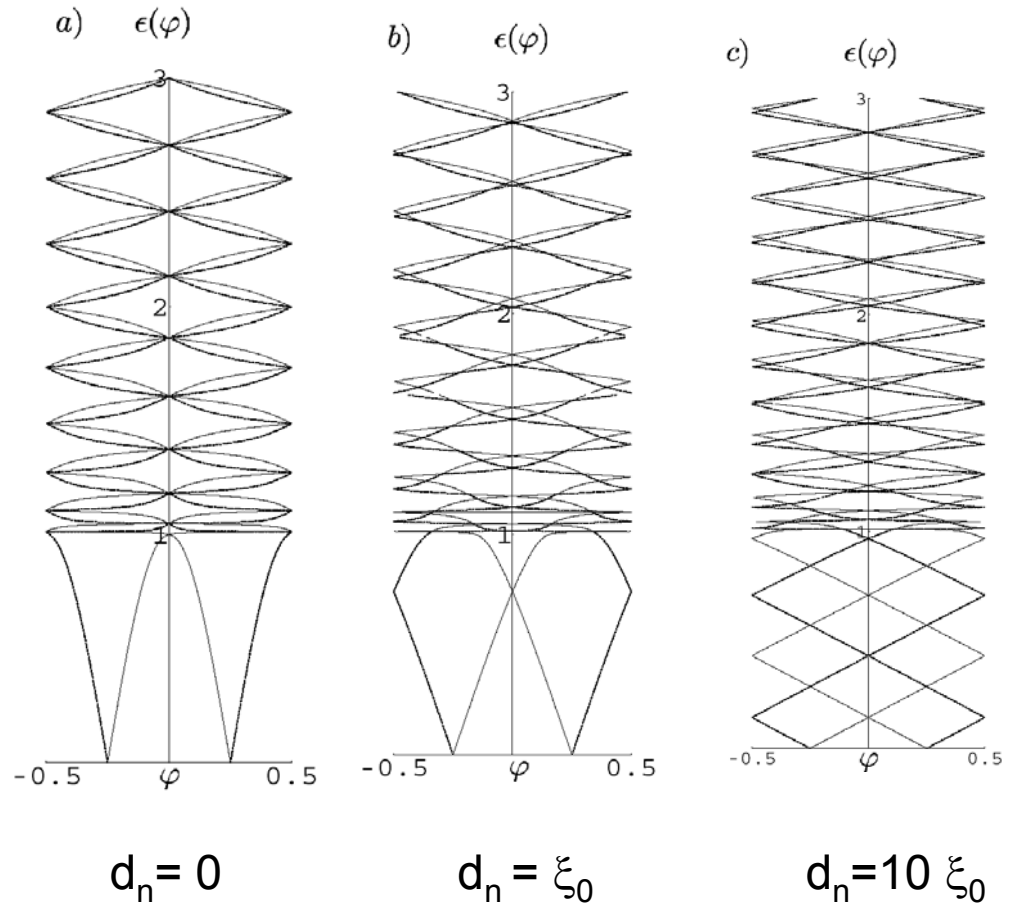 a) ϵ(φ)
3
2
1
-0.5 φ 0.5
dₙ= 0
b) ϵ(φ)
3
2
1
-0.5 φ 0.5
dₙ = ξ₀
c) ϵ(φ)
3
2
1
-0.5 φ 0.5
dₙ=10 ξ₀